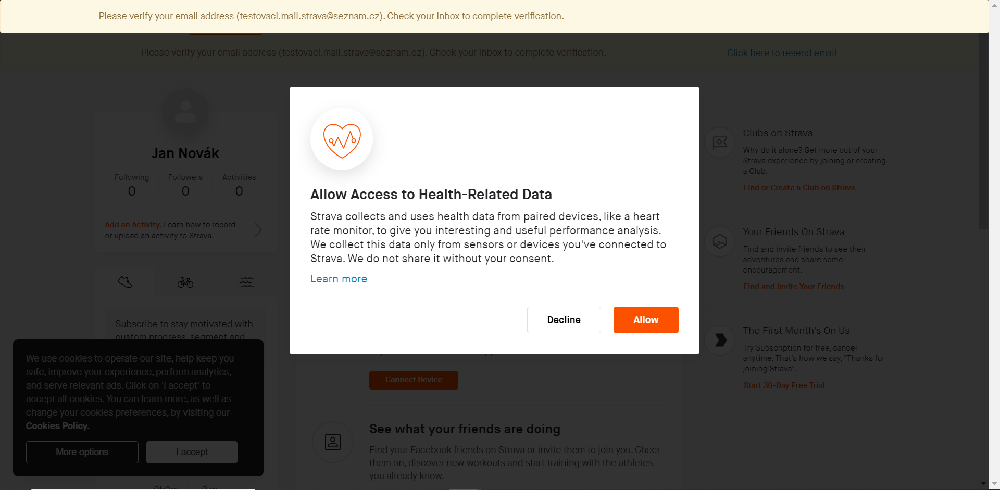 Please verify your email address (testovaci.mail.strava@seznam.cz). Check your inbox to complete verification.
Please verify your email address (testovaci.mail.strava@seznam.cz). Check your inbox to complete verification.
Click here to resend email
Jan Novák
Following
Followers
Activities
0
0
0
Add an Activity. Learn how to record
or upload an activity to Strava.
Subscribe to stay motivated with
custom progress, segment and
We use cookies to operate our site, help keep you
safe, improve your experience, perform analytics,
and serve relevant ads. Click on 'I accept' to
accept all cookies. You can learn more, as well as
change your cookies preferences, by visiting our
Cookies Policy.
More options
I accept
Allow Access to Health-Related Data
Strava collects and uses health data from paired devices, like a heart
rate monitor, to give you interesting and useful performance analysis.
We collect this data only from sensors or devices you've connected to
Strava. We do not share it without your consent.
Learn more
Decline
Allow
Connect Device
See what your friends are doing
Find your Facebook friends on Strava or invite them to join you. Cheer
them on, discover new workouts and start training with the athletes
you already know.
Clubs on Strava
Why do it alone? Get more out of your
Strava experience by joining or creating
a Club.
Find or Create a Club on Strava
Your Friends On Strava
Find and invite friends to see their
adventures and share some
encouragement.
Find and Invite Your Friends
The First Month's On Us
Try Subscription for free, cancel
anytime. That's how we say, "Thanks for
joining Strava".
Start 30-Day Free Trial